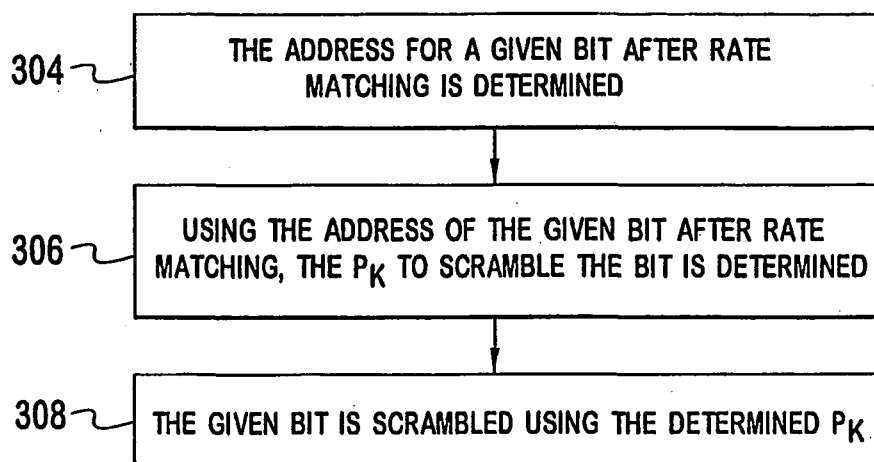 304
THE ADDRESS FOR A GIVEN BIT AFTER RATE
MATCHING IS DETERMINED
306
USING THE ADDRESS OF THE GIVEN BIT AFTER RATE
MATCHING, THE PK TO SCRAMBLE THE BIT IS DETERMINED
308
THE GIVEN BIT IS SCRAMBLED USING THE DETERMINED PK